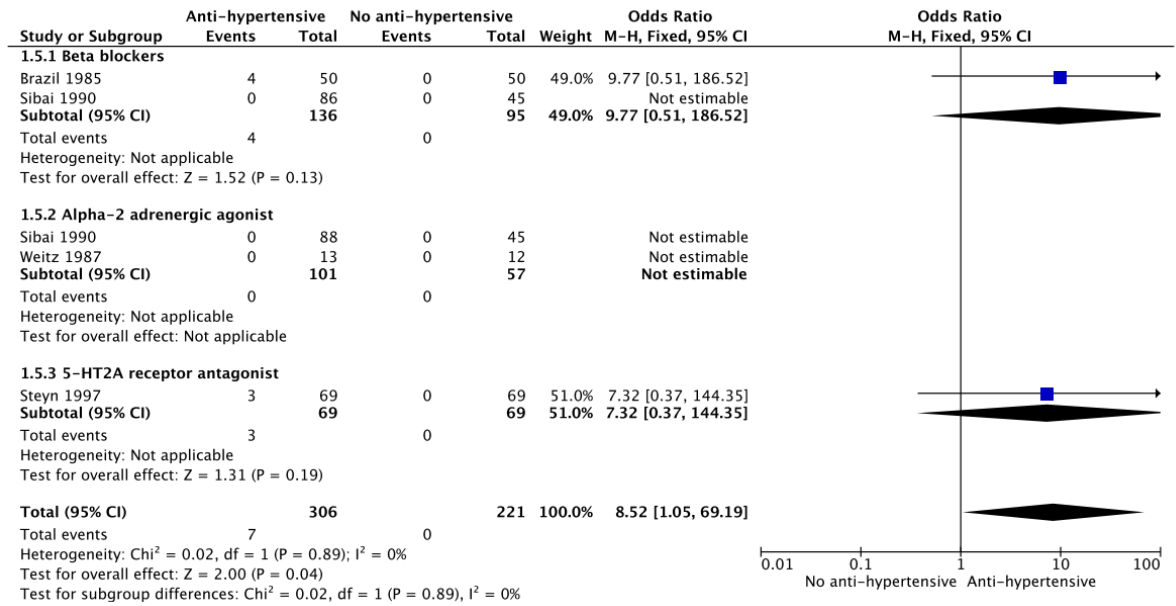 Anti-hypertensive No anti-hypertensive Odds Ratio Odds Ratio
Study or Subgroup Events Total Events Total Weight M-H, Fixed, 95% CI M-H, Fixed, 95% CI
1.5.1 Beta blockers
Brazil 1985 4 50 0 50 49.0% 9.77 [0.51, 186.52]
Sibai 1990 0 86 0 45 Not estimable
Subtotal (95% CI) 136 95 49.0% 9.77 [0.51, 186.52]
Total events 4 0
Heterogeneity: Not applicable
Test for overall effect: Z = 1.52 (P = 0.13)
1.5.2 Alpha-2 adrenergic agonist
Sibai 1990 0 88 0 45 Not estimable
Weitz 1987 0 13 0 12 Not estimable
Subtotal (95% CI) 101 57 Not estimable
Total events 0 0
Heterogeneity: Not applicable
Test for overall effect: Not applicable
1.5.3 5-HT2A receptor antagonist
Steyn 1997 3 69 0 69 51.0% 7.32 [0.37, 144.35]
Subtotal (95% CI) 69 69 51.0% 7.32 [0.37, 144.35]
Total events 3 0
Heterogeneity: Not applicable
Test for overall effect: Z = 1.31 (P = 0.19)
Total (95% CI) 306 221 100.0% 8.52 [1.05, 69.19]
Total events 7 0
Heterogeneity: Chi² = 0.02, df = 1 (P = 0.89); I² = 0%
Test for overall effect: Z = 2.00 (P = 0.04)
Test for subgroup differences: Chi² = 0.02, df = 1 (P = 0.89), I² = 0%
0.01 0.1 1 10 100
No anti-hypertensive Anti-hypertensive